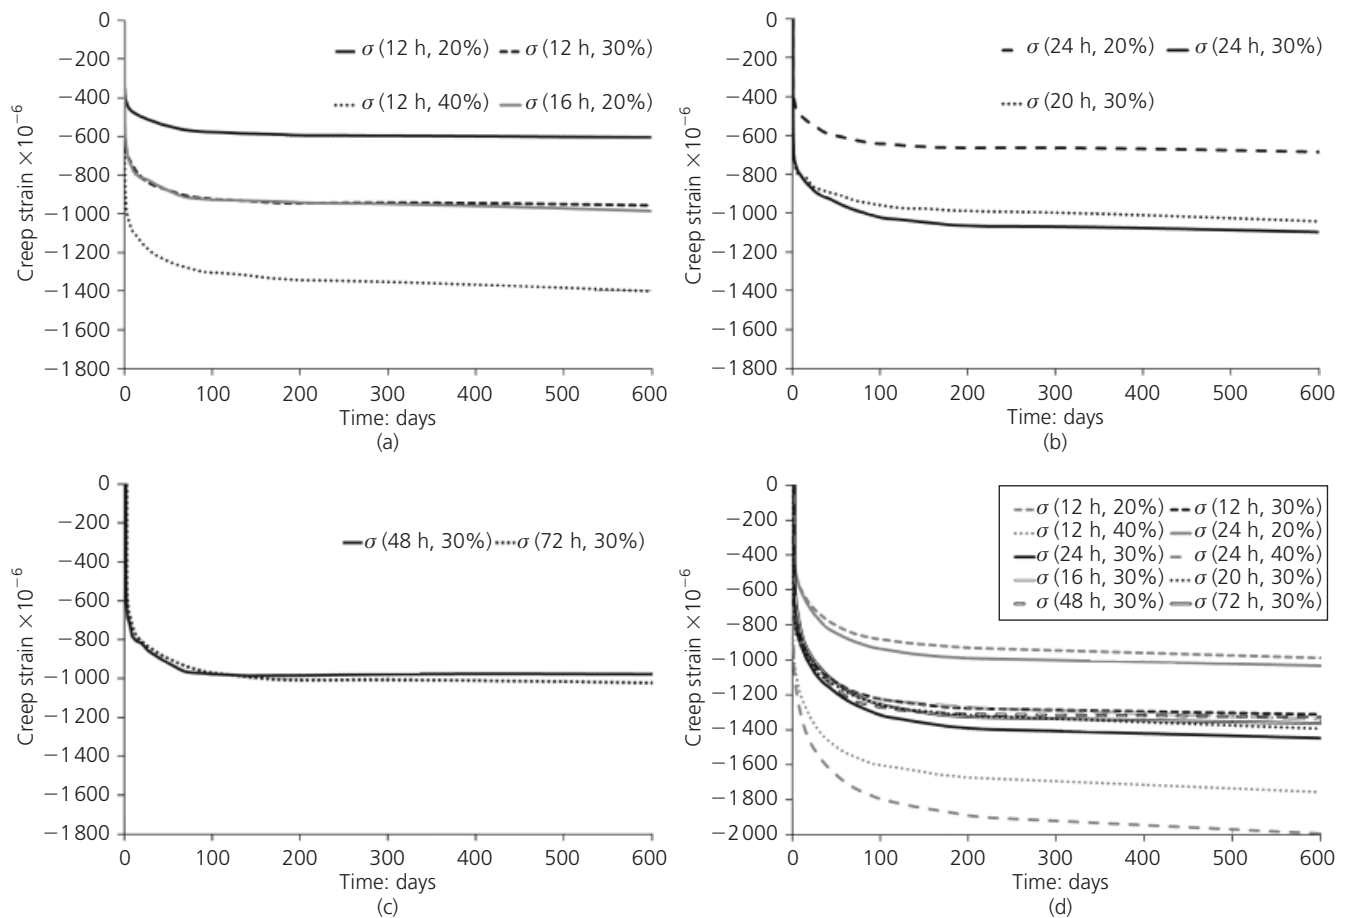 0
−200
−400
−600
−800
−1000
−1200
−1400
−1600
−1800
Creep strain ×10−6
σ (12 h, 20%) σ (12 h, 30%)
σ (12 h, 40%) σ (16 h, 20%)
0 100 200 300 400 500 600
Time: days
(a)
0
−200
−400
−600
−800
−1000
−1200
−1400
−1600
−1800
Creep strain ×10−6
σ (24 h, 20%) σ (24 h, 30%)
σ (20 h, 30%)
0 100 200 300 400 500 600
Time: days
(b)
0
−200
−400
−600
−800
−1000
−1200
−1400
−1600
−1800
Creep strain ×10−6
σ (48 h, 30%) σ (72 h, 30%)
0 100 200 300 400 500 600
Time: days
(c)
0
−200
−400
−600
−800
−1000
−1200
−1400
−1600
−1800
−2000
Creep strain ×10−6
σ (12 h, 20%) σ (12 h, 30%)
σ (12 h, 40%) σ (24 h, 20%)
σ (24 h, 30%) σ (24 h, 40%)
σ (16 h, 30%) σ (20 h, 30%)
σ (48 h, 30%) σ (72 h, 30%)
0 100 200 300 400 500 600
Time: days
(d)